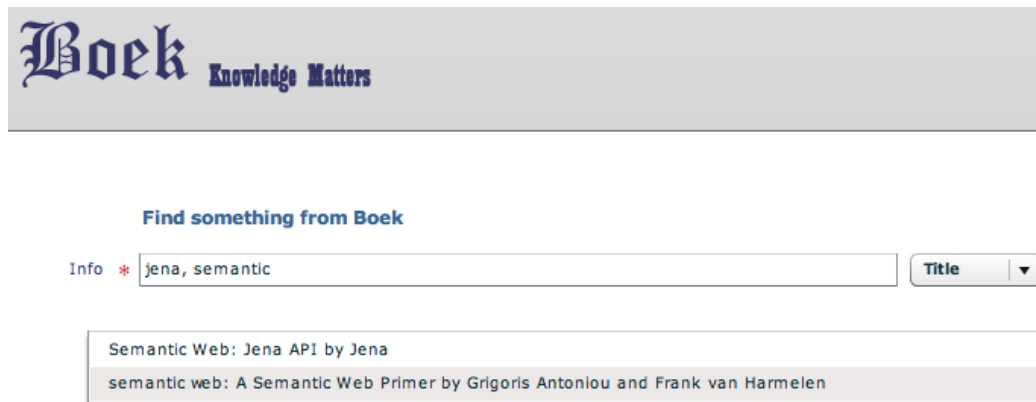 Boek Knowledge Matters
Find something from Boek
Info * jena, semantic Title
Semantic Web: Jena API by Jena
semantic web: A Semantic Web Primer by Grigoris Antoniou and Frank van Harmelen